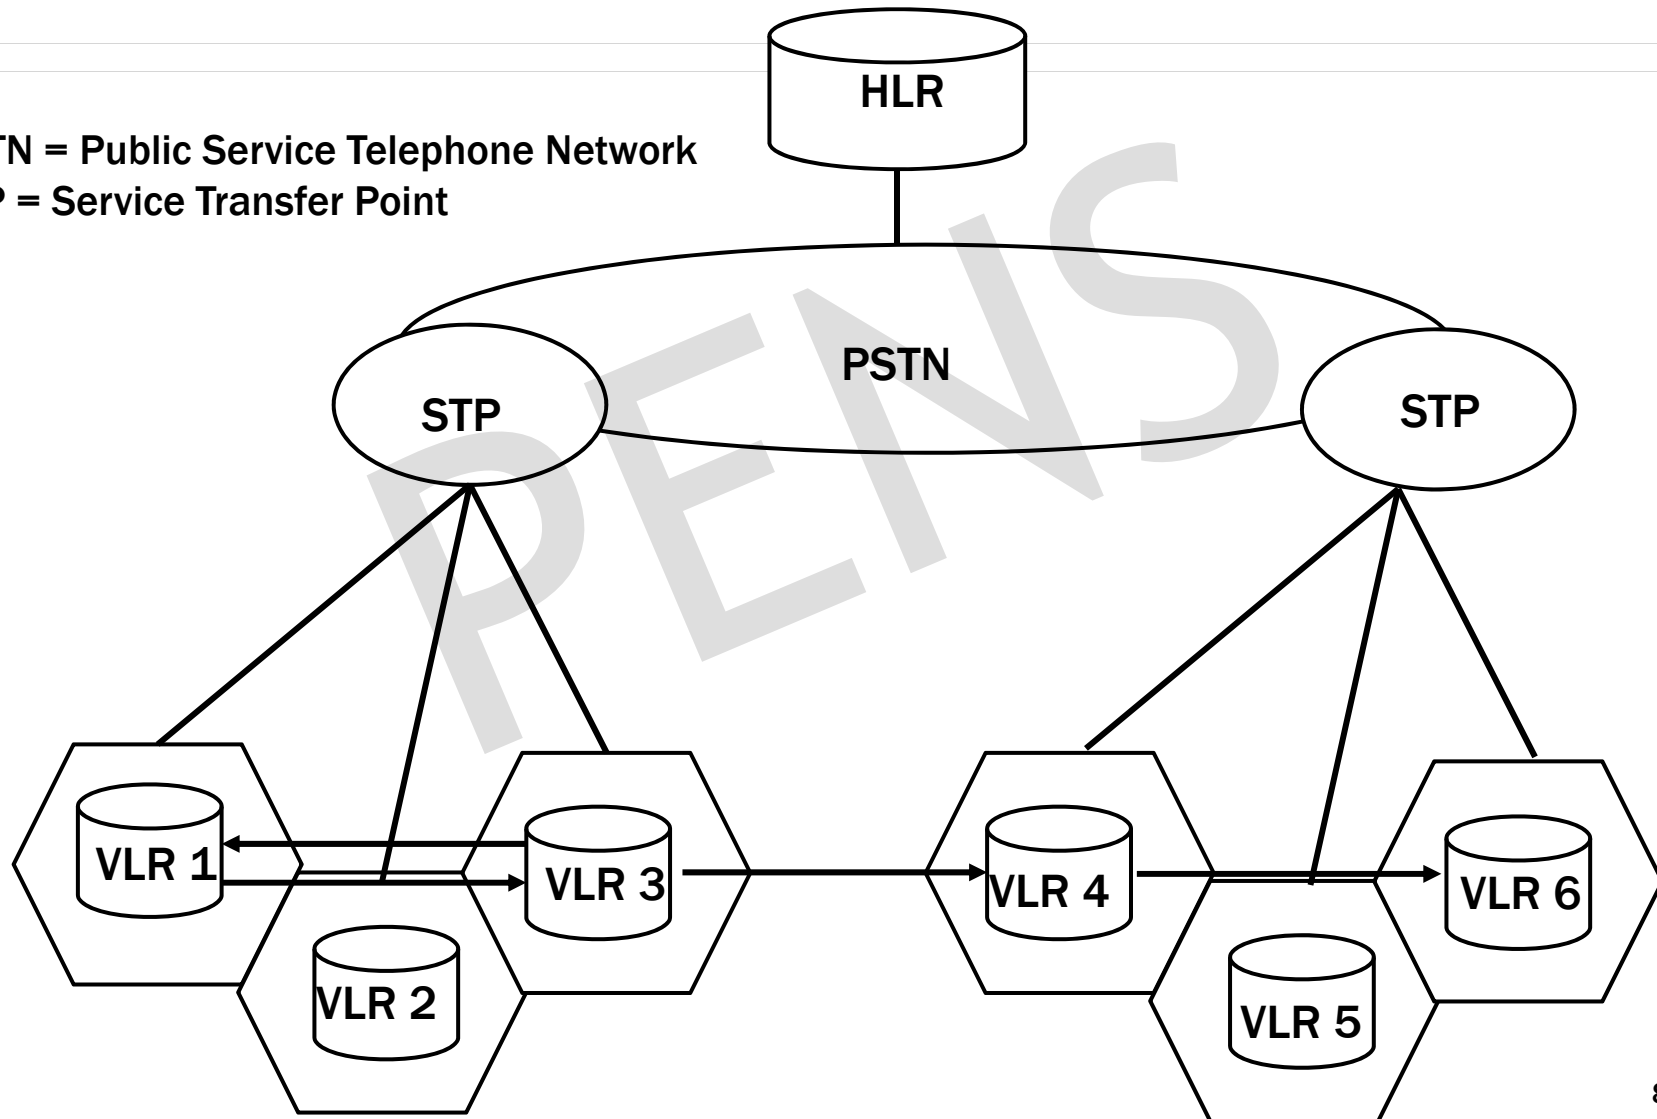 HLR
TN = Public Service Telephone Network
P = Service Transfer Point
PSTN
STP
STP
PENS
VLR 1
VLR 3
VLR 4
VLR 6
VLR 2
VLR 5
8